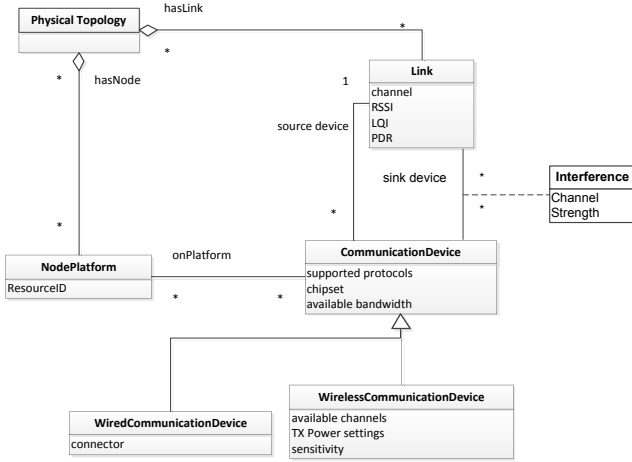 hasLink
Physical Topology
*
*
*
hasNode
Link
channel
RSSI
LQI
PDR
1
source device
sink device
*
*
Interference
Channel
Strength
*
*
CommunicationDevice
supported protocols
chipset
available bandwidth
onPlatform
NodePlatform
ResourceID
*
*
WirelessCommunicationDevice
available channels
TX Power settings
sensitivity
WiredCommunicationDevice
connector